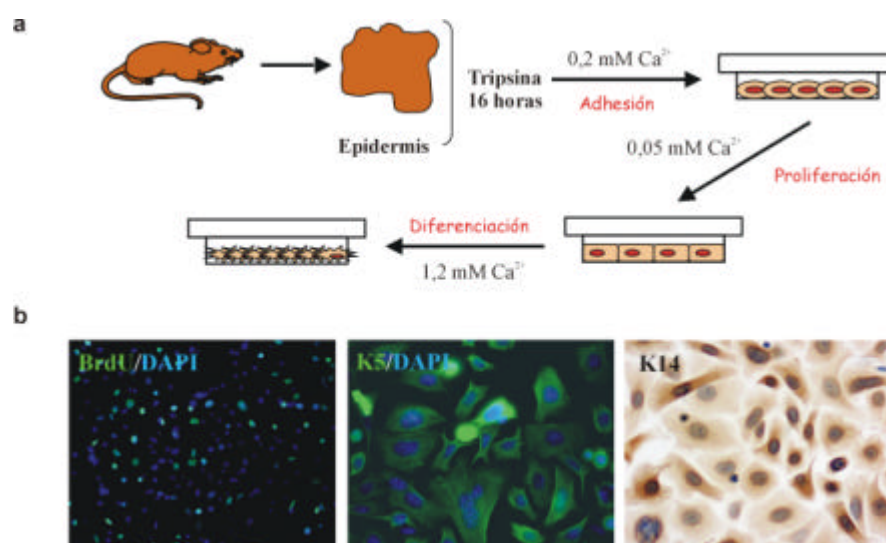 a
Epidermis
Tripsina
16 horas
0,2 mM Ca²⁺
Adhesión
0,05 mM Ca²⁺
Proliferación
Diferenciación
1,2 mM Ca²⁺
b
BrdU/DAPI
K5/DAPI
K14